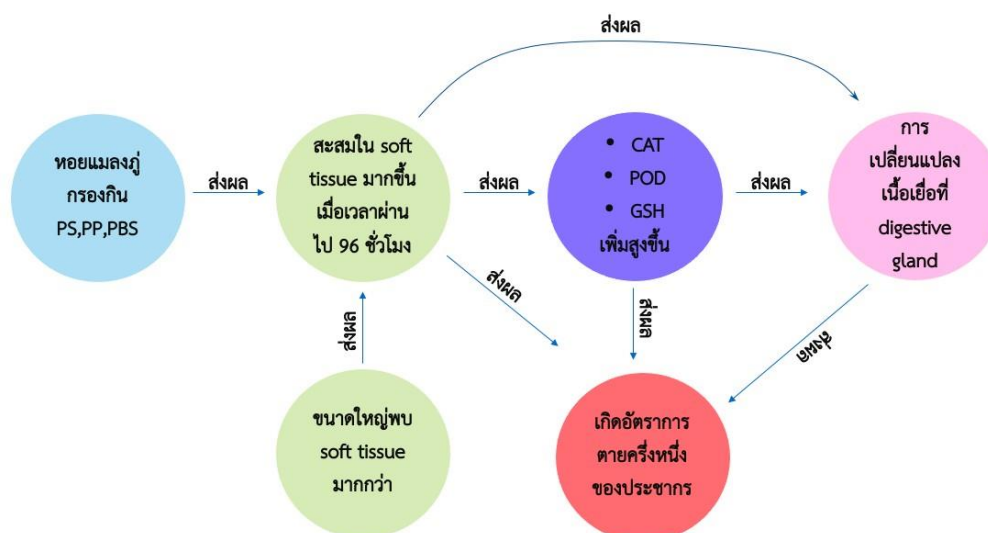 ส่งผล
หอยแมลงภู่
กรองกิน
PS,PP,PBS
ส่งผล
สะสมใน soft
tissue มากขึ้น
เมื่อเวลาผ่าน
ไป 96 ชั่วโมง
ส่งผล
• CAT
• POD
• GSH
เพิ่มสูงขึ้น
ส่งผล
การ
เปลี่ยนแปลง
เนื้อเยื่อที่
digestive
gland
ส่งผล
ส่งผล
ส่งผล
ส่งผล
ขนาดใหญ่พบ
soft tissue
มากกว่า
เกิดอัตราการ
ตายครึ่งหนึ่ง
ของประชากร